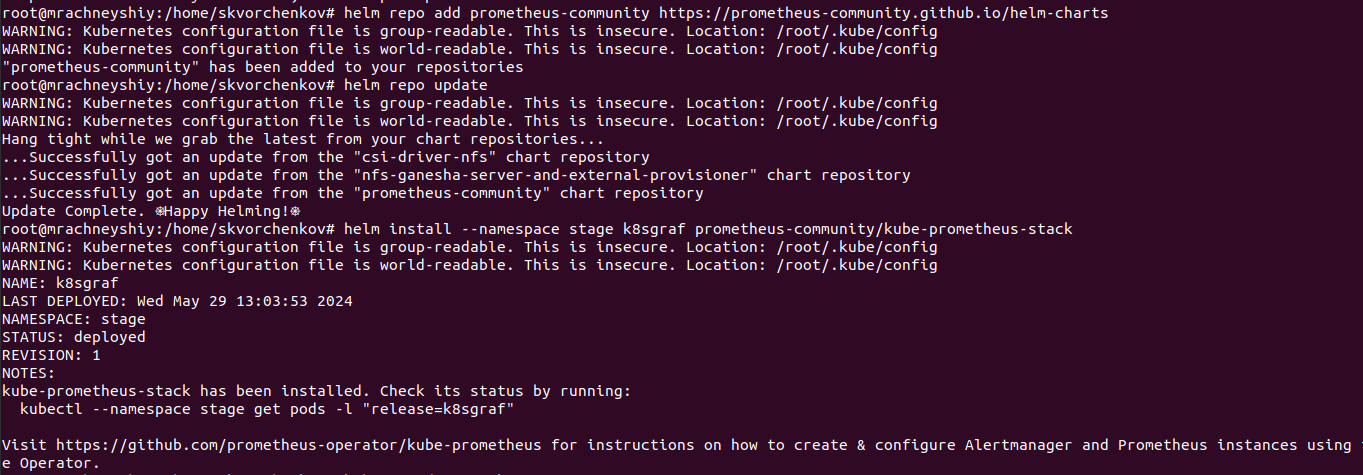 root@mrachneyshiy:/home/skvorchenkov# helm repo add prometheus-community https://prometheus-community.github.io/helm-charts
WARNING: Kubernetes configuration file is group-readable. This is insecure. Location: /root/.kube/config
WARNING: Kubernetes configuration file is world-readable. This is insecure. Location: /root/.kube/config
"prometheus-community" has been added to your repositories
root@mrachneyshiy:/home/skvorchenkov# helm repo update
WARNING: Kubernetes configuration file is group-readable. This is insecure. Location: /root/.kube/config
WARNING: Kubernetes configuration file is world-readable. This is insecure. Location: /root/.kube/config
Hang tight while we grab the latest from your chart repositories...
...Successfully got an update from the "csi-driver-nfs" chart repository
...Successfully got an update from the "nfs-ganesha-server-and-external-provisioner" chart repository
...Successfully got an update from the "prometheus-community" chart repository
Update Complete. ⎈Happy Helming!⎈
root@mrachneyshiy:/home/skvorchenkov# helm install --namespace stage k8sgraf prometheus-community/kube-prometheus-stack
WARNING: Kubernetes configuration file is group-readable. This is insecure. Location: /root/.kube/config
WARNING: Kubernetes configuration file is world-readable. This is insecure. Location: /root/.kube/config
NAME: k8sgraf
LAST DEPLOYED: Wed May 29 13:03:53 2024
NAMESPACE: stage
STATUS: deployed
REVISION: 1
NOTES:
kube-prometheus-stack has been installed. Check its status by running:
  kubectl --namespace stage get pods -l "release=k8sgraf"

Visit https://github.com/prometheus-operator/kube-prometheus for instructions on how to create & configure Alertmanager and Prometheus instances using
e Operator.